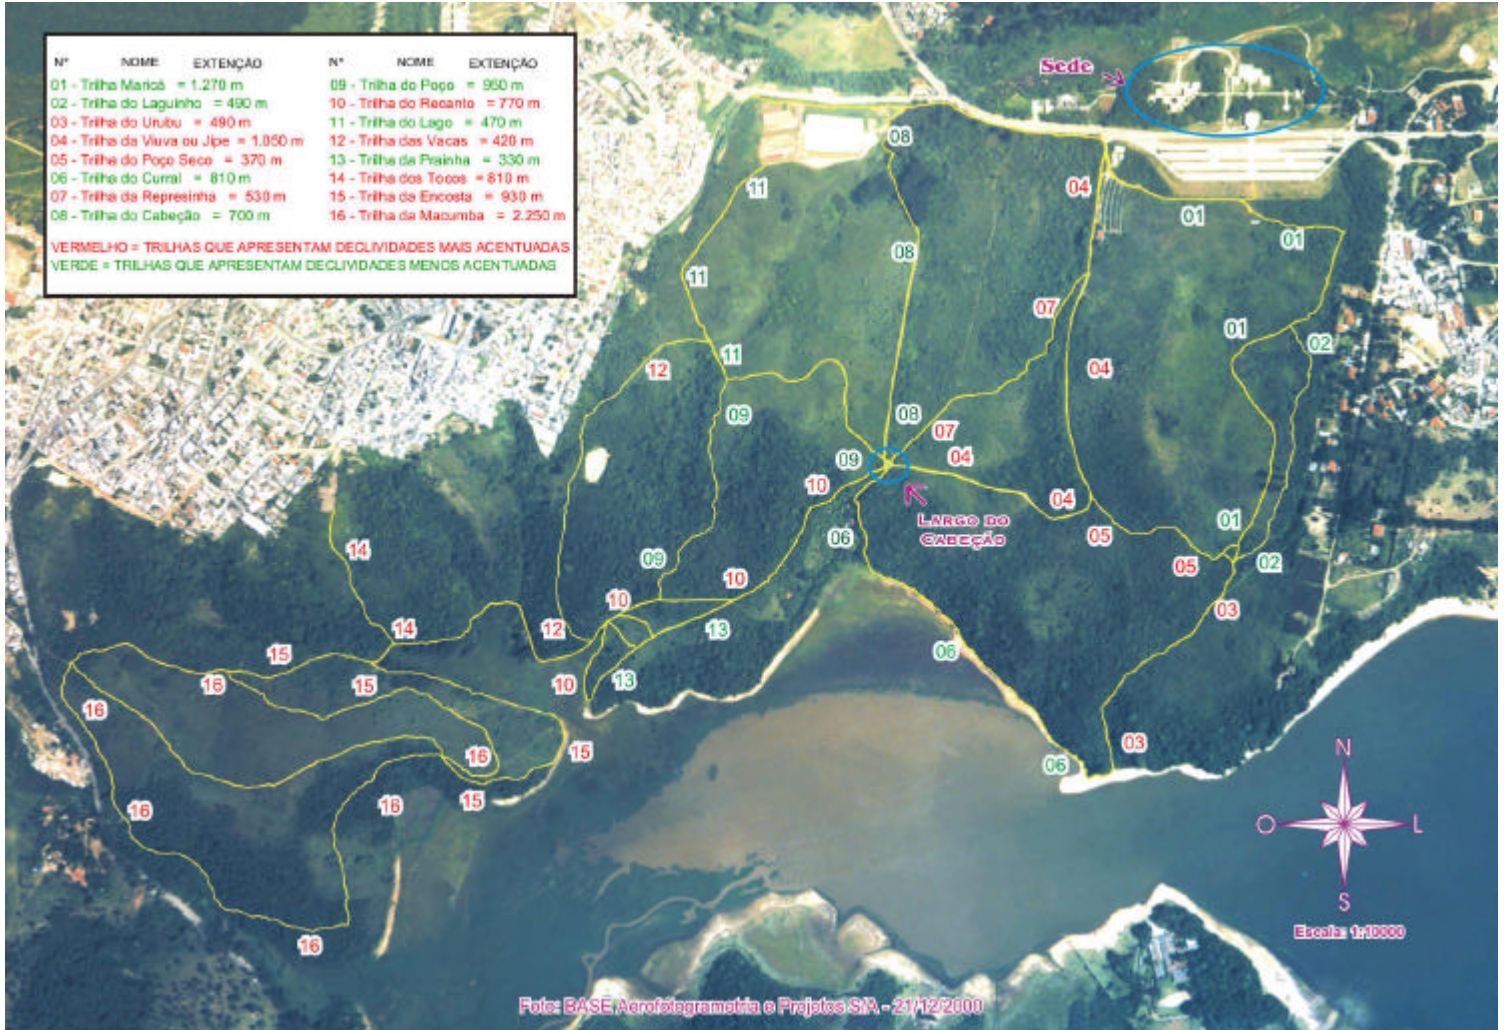 Nº NOME EXTENÇÃO
01 - Trilha Maricá = 1.270 m
02 - Trilha do Laguinho = 490 m
03 - Trilha do Urubu = 490 m
04 - Trilha da Viuva ou Jipe = 1.050 m
05 - Trilha do Poço Seco = 370 m
06 - Trilha do Curral = 810 m
07 - Trilha da Represinha = 530 m
08 - Trilha do Cabeção = 700 m
Nº NOME EXTENÇÃO
09 - Trilha do Poço = 950 m
10 - Trilha do Recanto = 770 m
11 - Trilha do Lago = 470 m
12 - Trilha das Vacas = 420 m
13 - Trilha da Prainha = 330 m
14 - Trilha dos Tocos = 810 m
15 - Trilha da Encosta = 930 m
16 - Trilha da Macumba = 2.250 m
VERMELHO = TRILHAS QUE APRESENTAM DECLIVIDADES MAIS ACENTUADAS
VERDE = TRILHAS QUE APRESENTAM DECLIVIDADES MENOS ACENTUADAS
Sede
08
04
11
01
01
08
11
07
01
02
11
12
04
09
08
07
09
04
10
04
LARGO DO
CABEÇÃO
05
01
06
14
09
05
02
10
10
03
14
12
13
15
06
16
15
10
13
16
03
15
16
06
N
15
16
16
O
L
S
16
Escala: 1:10000
Foto: BASE Aerofotogrametria e Projetos S/A - 21/12/2000